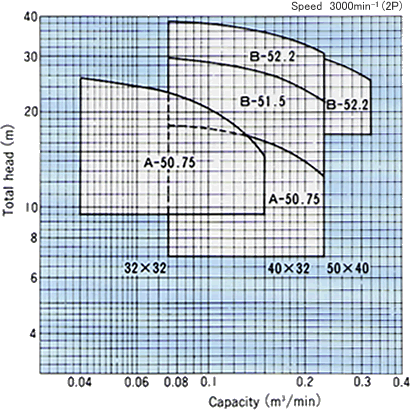 Speed 3000min⁻¹ (2P)
40
30
20
10
8
6
4
Total head (m)
B-52.2
B-51.5
B-52.2
A-50.75
A-50.75
32×32
40×32
50×40
0.04
0.06
0.08
0.1
0.2
0.3
0.4
Capacity (m³/min)